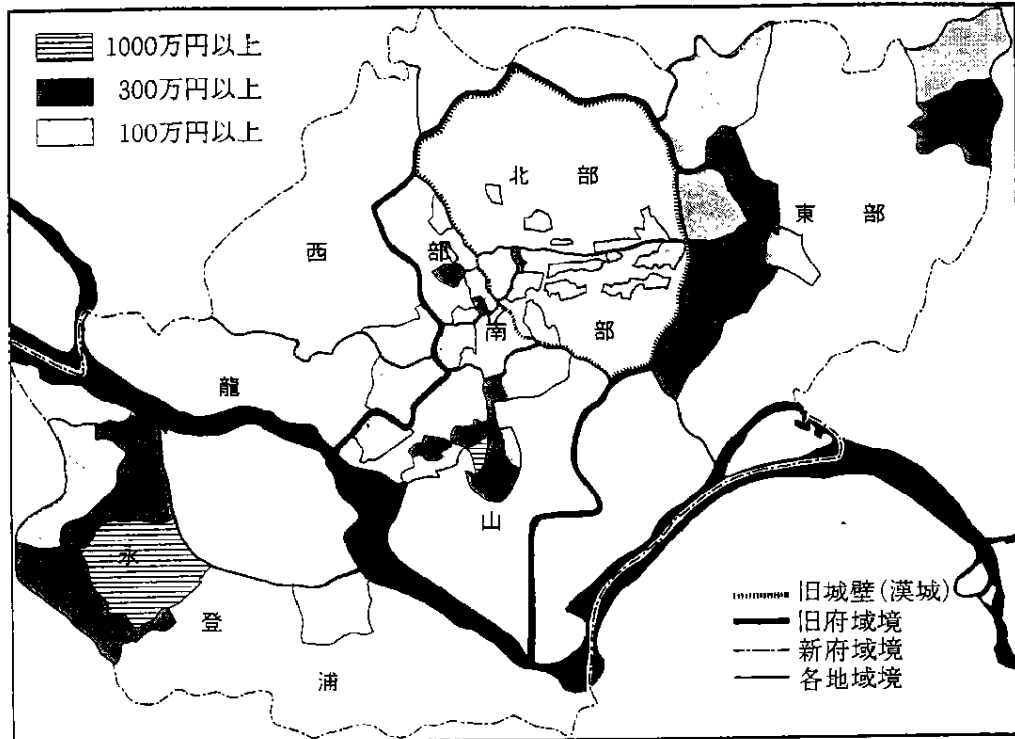 1000万円以上
300万円以上
100万円以上
北部
東部
西部
南部
龍山
永登浦
旧城壁(漢城)
旧府域境
新府域境
各地域境